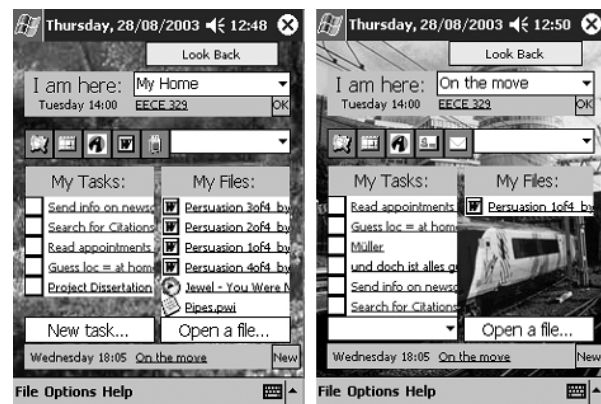 Thursday, 28/08/2003 12:48
Look Back
I am here: My Home
Tuesday 14:00 EECE 329 OK
My Tasks: My Files:
Send info on newsg Persuasion 3of4 by
Search for Citations Persuasion 2of4 by
Read appointments Persuasion 1of4 by
Guess loc = at home Persuasion 4of4 by
Project Dissertation Jewel - You Were M
Pipes.pwi
New task... Open a file...
Wednesday 18:05 On the move New
File Options Help
Thursday, 28/08/2003 12:50
Look Back
I am here: On the move
Tuesday 14:00 EECE 329 OK
My Tasks: My Files:
Read appointments Persuasion 1of4 by
Guess loc = at home
Müller
und doch ist alles g
Send info on newsg
Search for Citations
Open a file...
Wednesday 18:05 On the move New
File Options Help